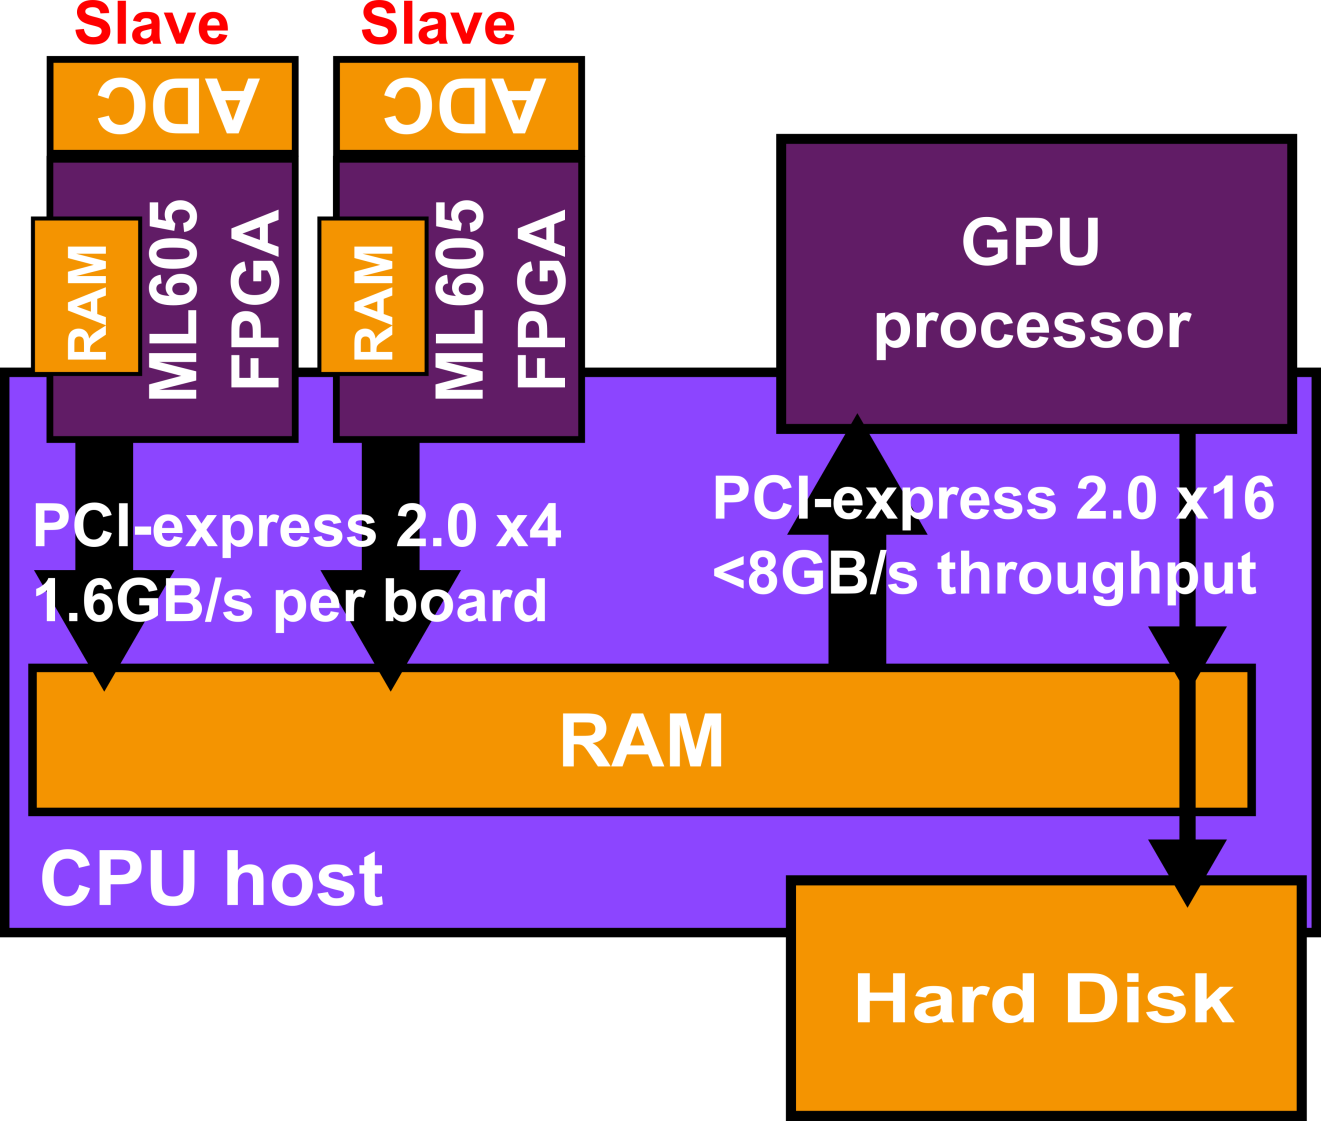 Slave
Slave
ADC
ADC
RAM
ML605
FPGA
RAM
ML605
FPGA
GPU
processor
PCI-express 2.0 x4
1.6GB/s per board
PCI-express 2.0 x16
<8GB/s throughput
RAM
CPU host
Hard Disk